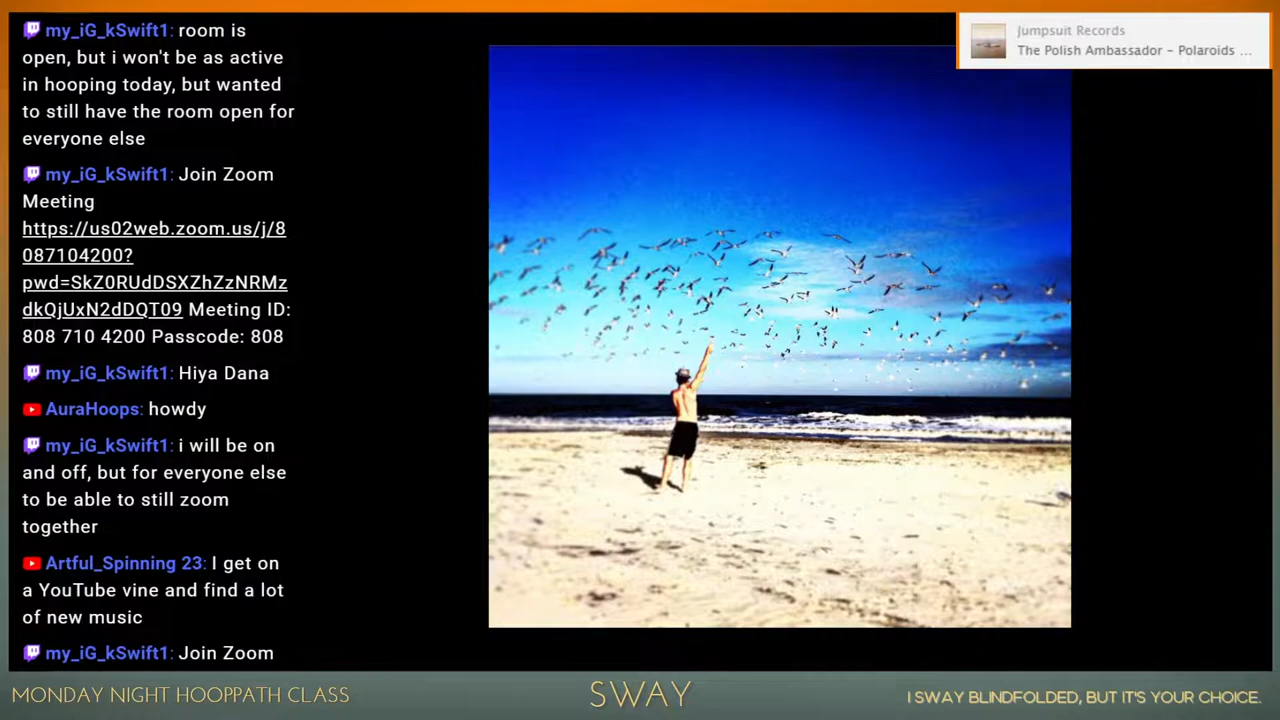 my_iG_kSwift1: room is
open, but i won't be as active
in hooping today, but wanted
to still have the room open for
everyone else
my_iG_kSwift1: Join Zoom
Meeting
https://us02web.zoom.us/j/8
087104200?
pwd=SkZ0RUdDSXZhZzNRMz
dkQjUxN2dDQT09 Meeting ID:
808 710 4200 Passcode: 808
my_iG_kSwift1: Hiya Dana
AuraHoops: howdy
my_iG_kSwift1: i will be on
and off, but for everyone else
to be able to still zoom
together
Artful_Spinning 23: I get on
a YouTube vine and find a lot
of new music
my_iG_kSwift1: Join Zoom
Jumpsuit Records
The Polish Ambassador - Polaroids ...
MONDAY NIGHT HOOPPATH CLASS
SWAY
I SWAY BLINDFOLDED, BUT IT'S YOUR CHOICE.